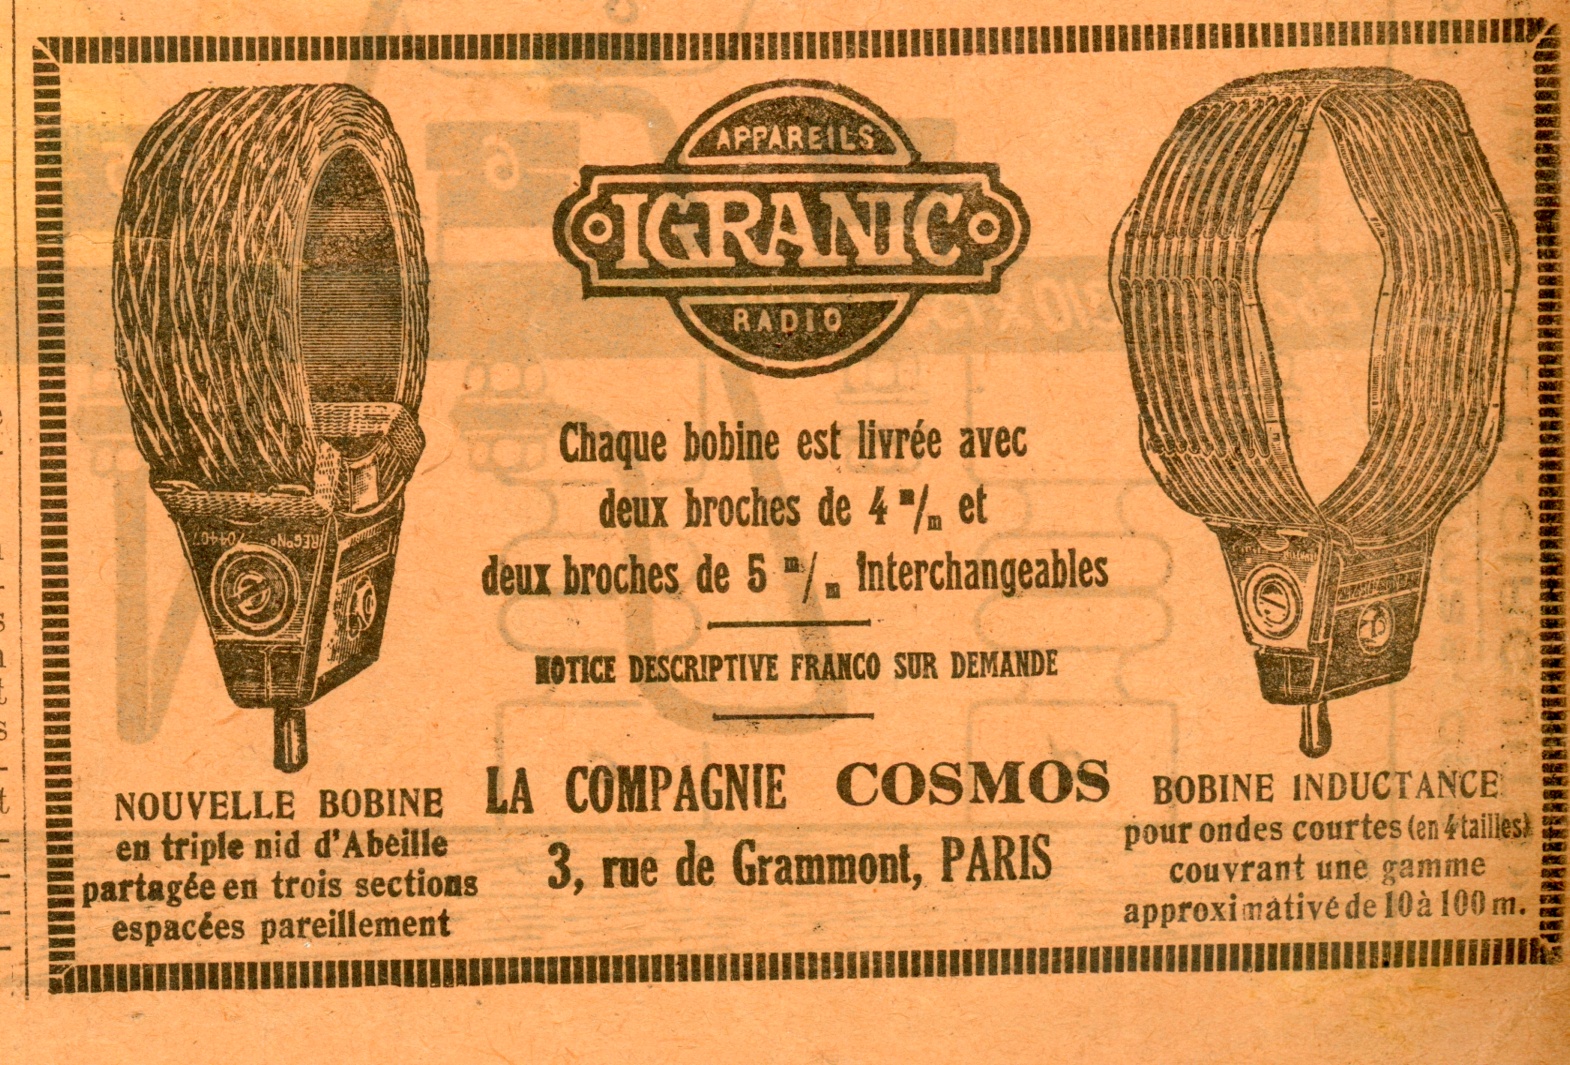 APPAREILS
IGRANIC
RADIO
Chaque bobine est livrée avec
deux broches de 4 m/m et
deux broches de 5 m/m interchangeables
NOTICE DESCRIPTIVE FRANCO SUR DEMANDE
LA COMPAGNIE COSMOS
3, rue de Grammont, PARIS
REGᴰ Nº 704407
NOUVELLE BOBINE
en triple nid d'Abeille
partagée en trois sections
espacées pareillement
BOBINE INDUCTANCE
pour ondes courtes (en 4 tailles)
couvrant une gamme
approximative de 10 à 100 m.